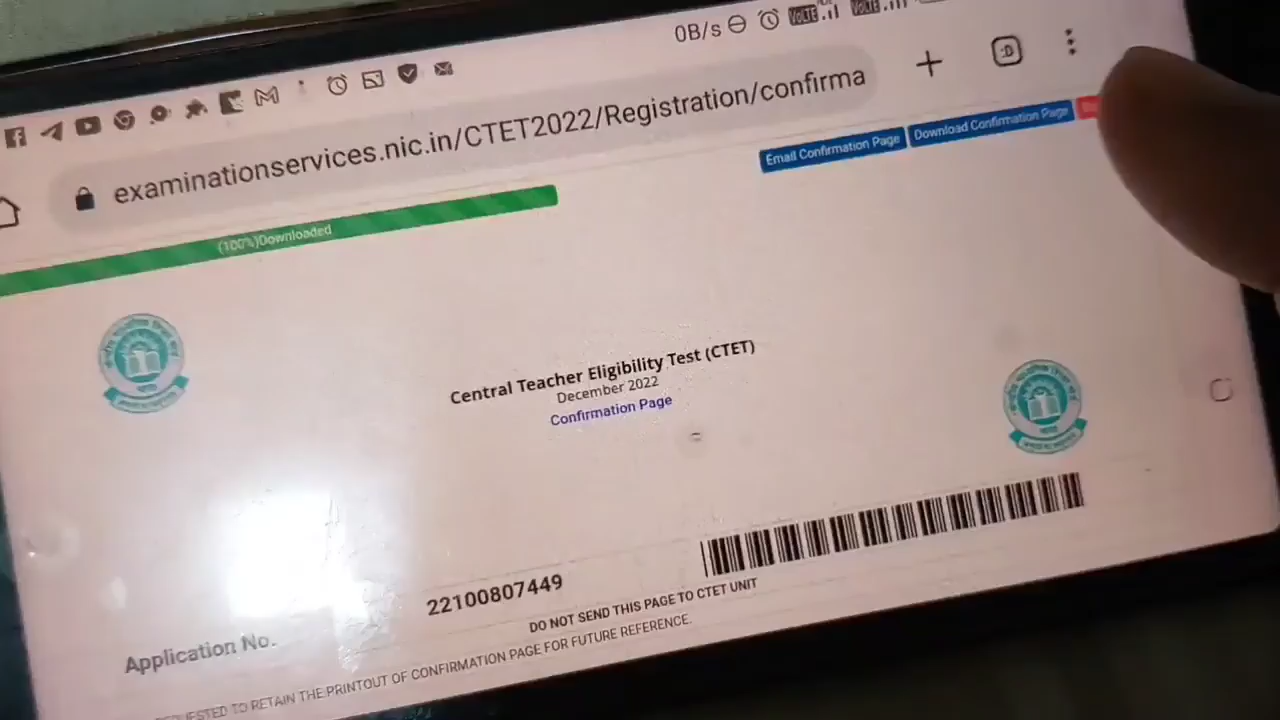 0B/s
examinationservices.nic.in/CTET2022/Registration/confirma
Email Confirmation Page
Download Confirmation Page
(100%)Downloaded
Central Teacher Eligibility Test (CTET)
December 2022
Confirmation Page
Application No.
22100807449
DO NOT SEND THIS PAGE TO CTET UNIT
REQUESTED TO RETAIN THE PRINTOUT OF CONFIRMATION PAGE FOR FUTURE REFERENCE.